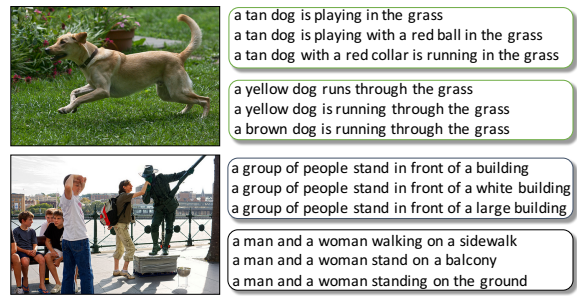 a tan dog is playing in the grass
a tan dog is playing with a red ball in the grass
a tan dog with a red collar is running in the grass
a yellow dog runs through the grass
a yellow dog is running through the grass
a brown dog is running through the grass
a group of people stand in front of a building
a group of people stand in front of a white building
a group of people stand in front of a large building
a man and a woman walking on a sidewalk
a man and a woman stand on a balcony
a man and a woman standing on the ground